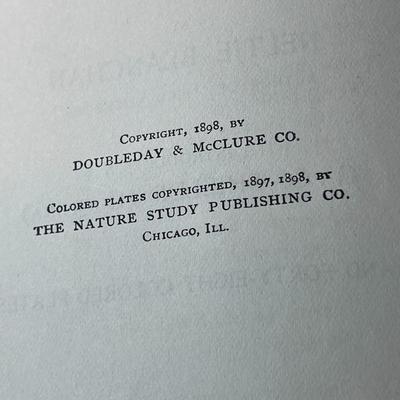 COPYRIGHT, 1898, BY
DOUBLEDAY & McCLURE CO.
COLORED PLATES COPYRIGHTED, 1897, 1898, BY
THE NATURE STUDY PUBLISHING CO.
CHICAGO, ILL.